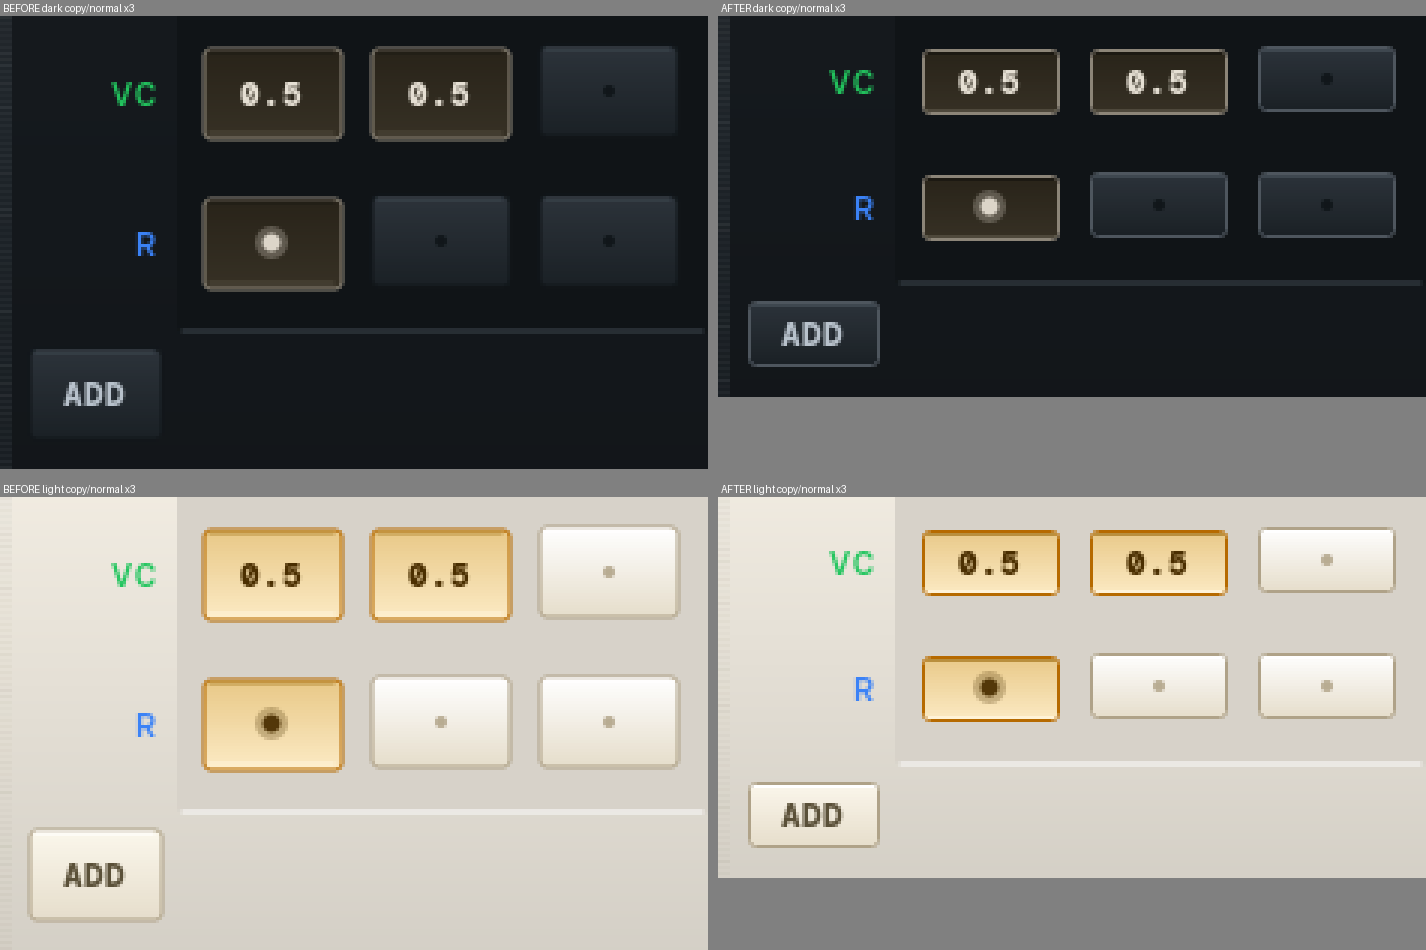 BEFORE dark copy/normal x3
VC 0.5 0.5
R
ADD
AFTER dark copy/normal x3
VC 0.5 0.5
R
ADD
BEFORE light copy/normal x3
VC 0.5 0.5
R
ADD
AFTER light copy/normal x3
VC 0.5 0.5
R
ADD